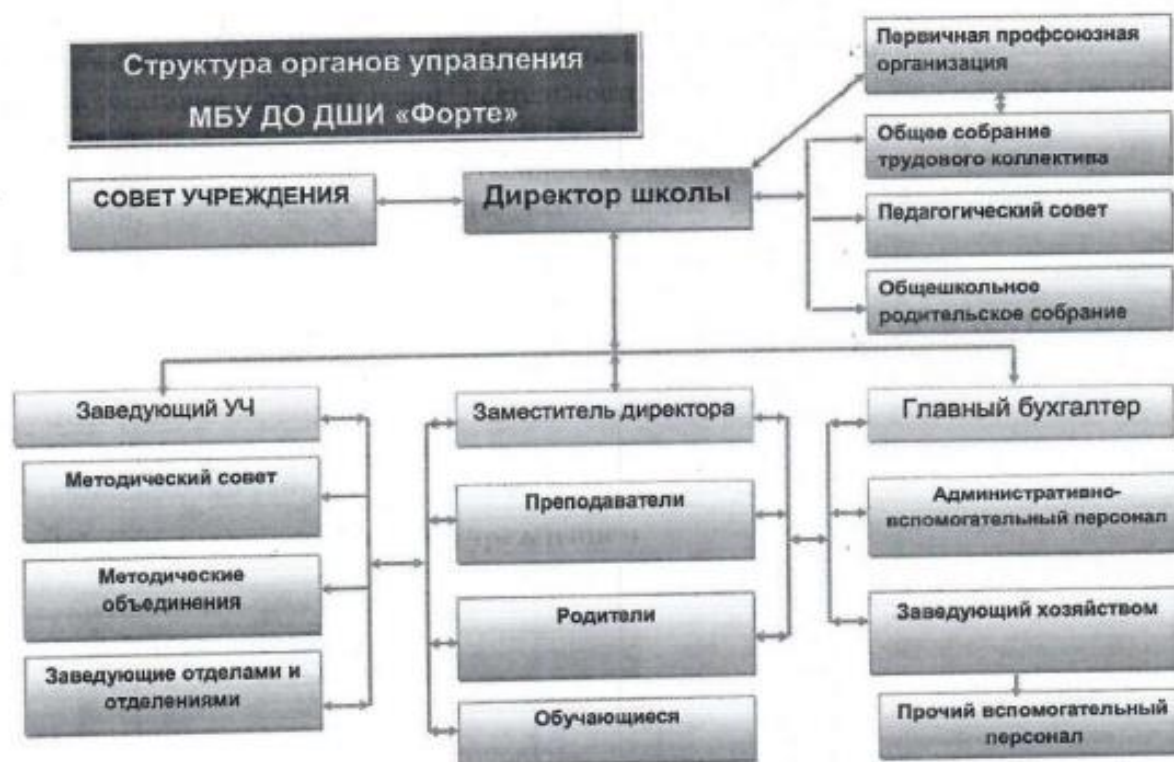 Структура органов управления
МБУ ДО ДШИ «Форте»
Первичная профсоюзная
организация
Общее собрание
трудового коллектива
СОВЕТ УЧРЕЖДЕНИЯ
Директор школы
Педагогический совет
Общешкольное
родительское собрание
Заведующий УЧ
Заместитель директора
Главный бухгалтер
Методический совет
Преподаватели
Административно-
вспомогательный персонал
Методические
объединения
Родители
Заведующий хозяйством
Заведующие отделами и
отделениями
Обучающиеся
Прочий вспомогательный
персонал